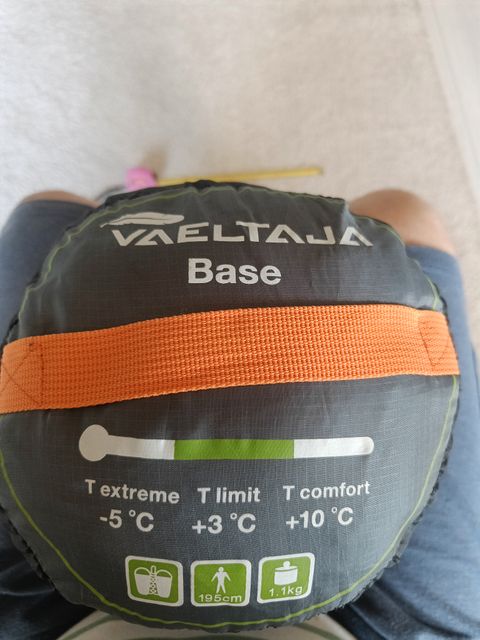 VAELTAJA
Base
T extreme T limit T comfort
-5 °C +3 °C +10 °C
195cm 1.1kg